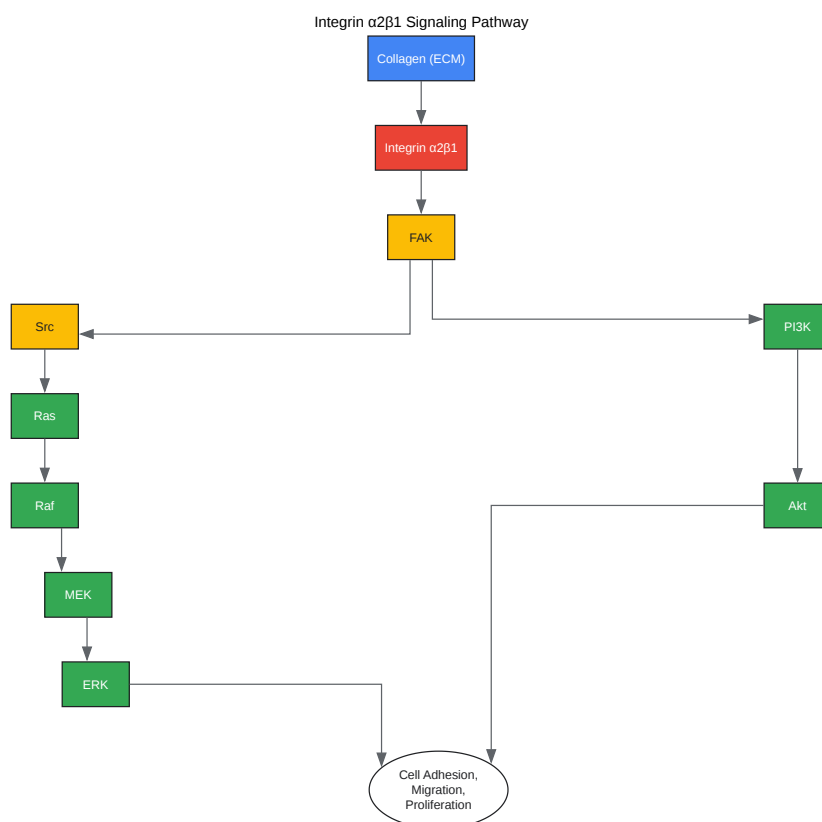 Integrin α2β1 Signaling Pathway
Collagen (ECM)
Integrin α2β1
FAK
Src
PI3K
Ras
Raf
Akt
MEK
ERK
Cell Adhesion,
Migration,
Proliferation